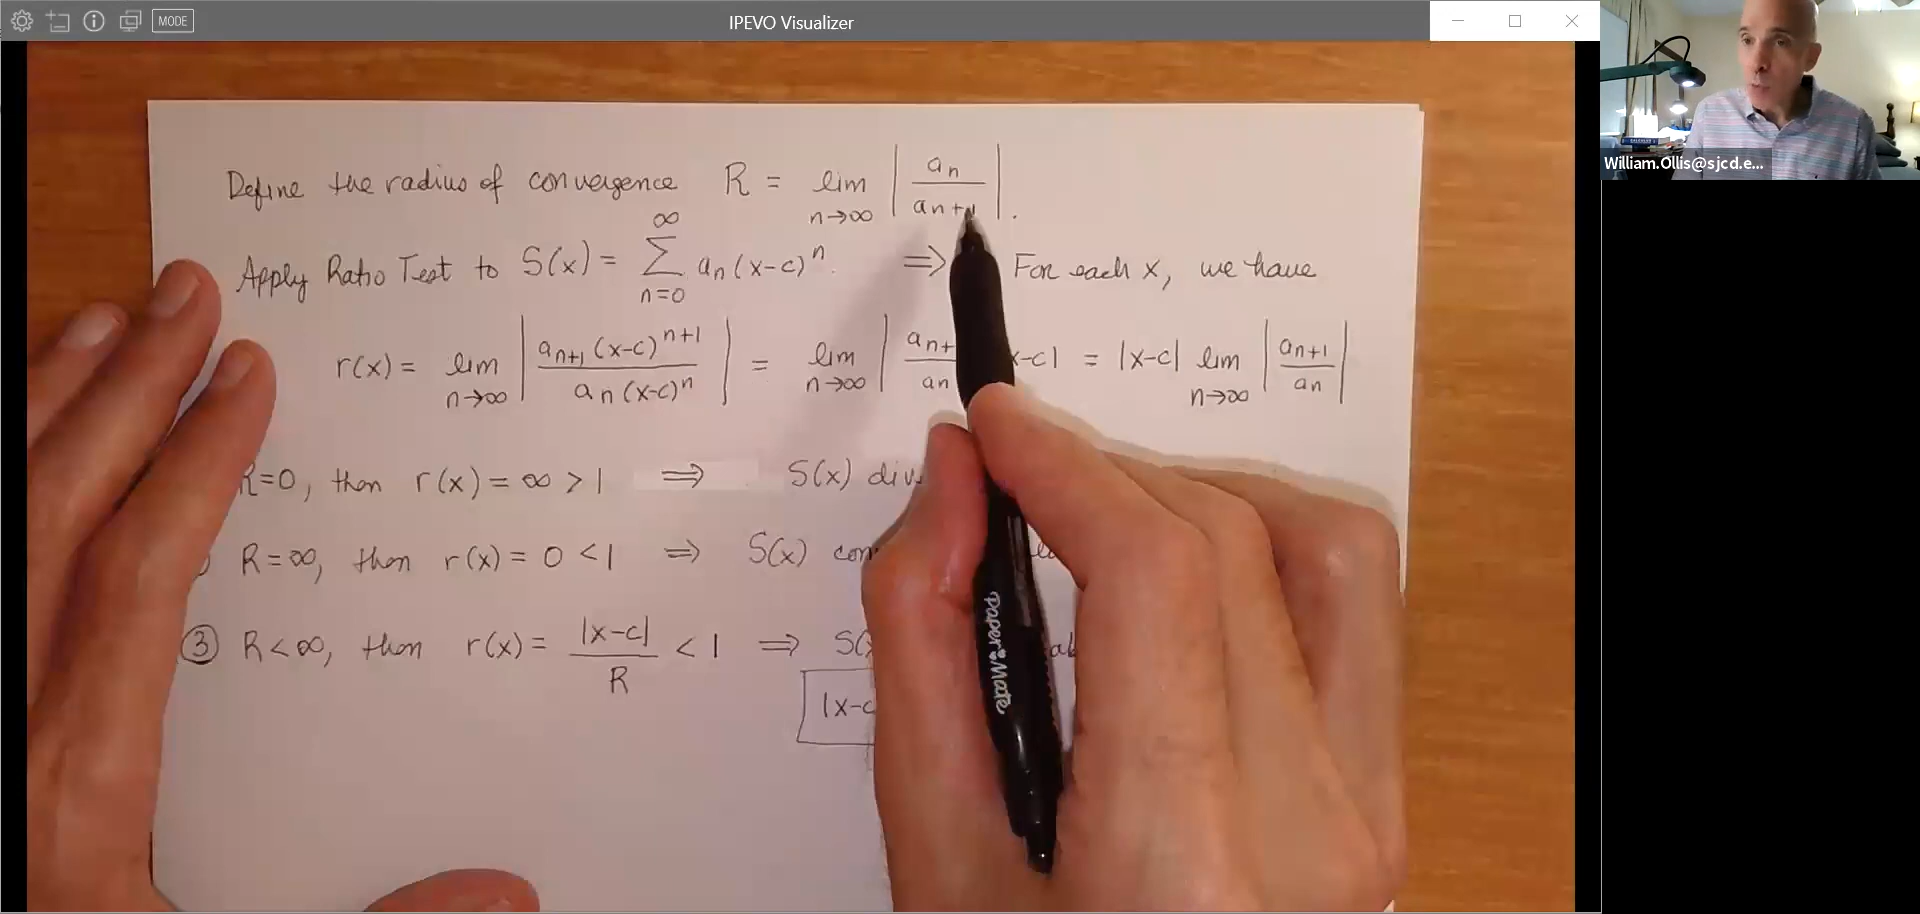 MODE
IPEVO Visualizer
William.Ollis@sjcd.e...
Define the radius of convergence R = lim n→∞ | an / an+1 | .
Apply Ratio Test to S(x) = ∑ n=0 ∞ an (x-c)^n. ⇒ For each x, we have
r(x) = lim n→∞ | an+1 (x-c)^n+1 / an (x-c)^n | = lim n→∞ | an+ / an x-c| = |x-c| lim n→∞ | an+1 / an |
R=0, then r(x) = ∞ > 1 ⇒ S(x) div
R=∞, then r(x) = 0 < 1 ⇒ S(x) con
③ R<∞, then r(x) = |x-c| / R < 1 ⇒ S(x
|x-c
Paper Mate